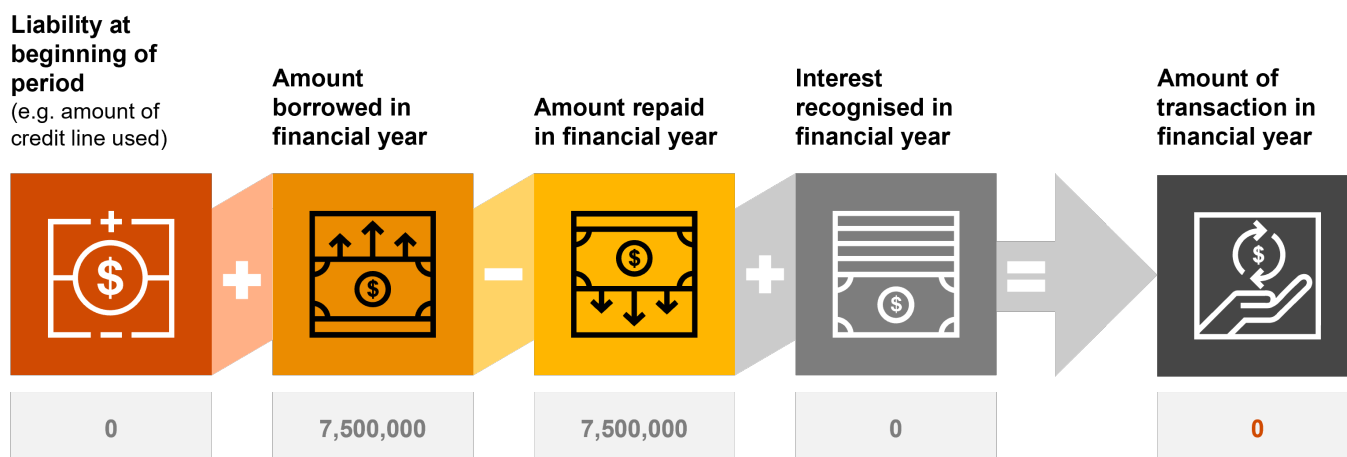 Liability at
beginning of
period
(e.g. amount of
credit line used)
Amount
borrowed in
financial year
Amount repaid
in financial year
Interest
recognised in
financial year
Amount of
transaction in
financial year
$
+
$
−
$
+
$
=
$
0
7,500,000
7,500,000
0
0